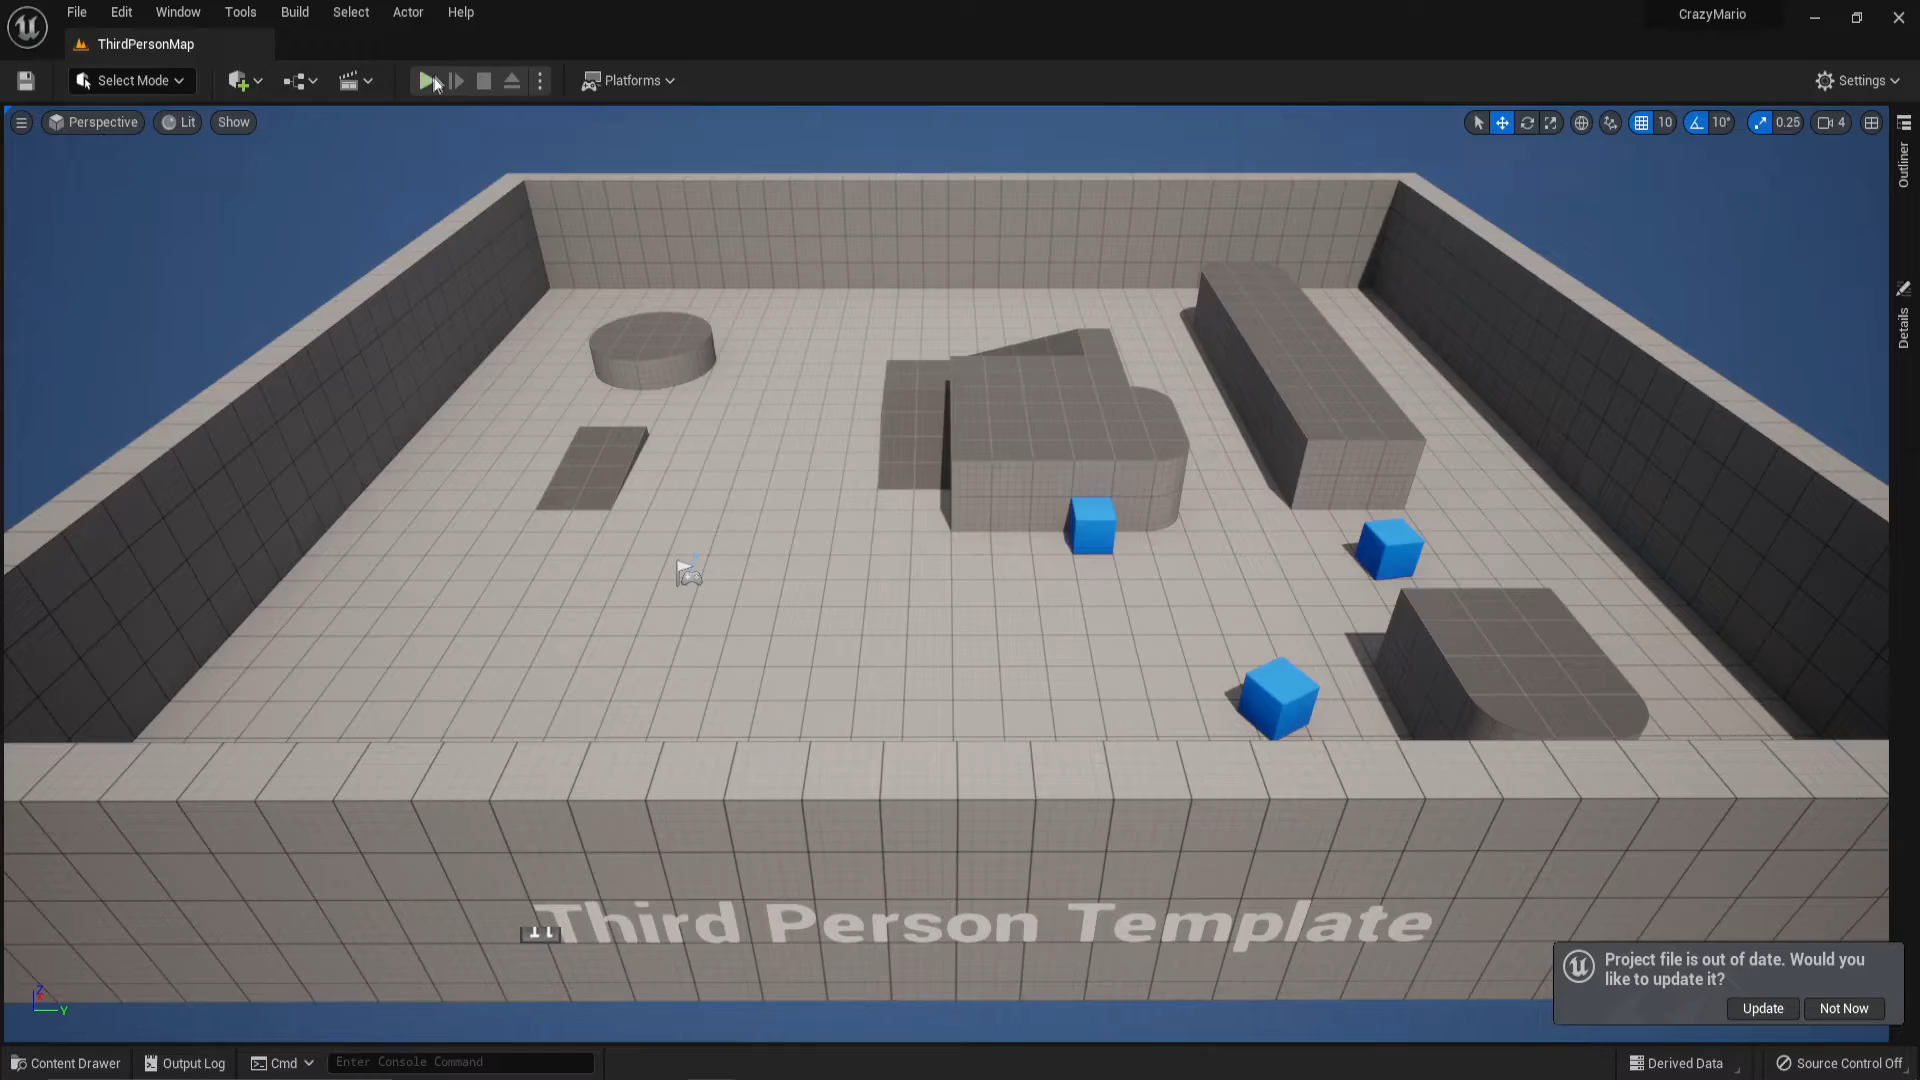 File Edit Window Tools Build Select Actor Help
CrazyMario
ThirdPersonMap
Select Mode
Platforms
Settings
Perspective
Lit
Show
10
10°
0.25
4
Outliner
Details
Third Person Template
Project file is out of date. Would you
like to update it?
Update
Not Now
Z
Y
Content Drawer
Output Log
Cmd
Enter Console Command
Derived Data
Source Control Off